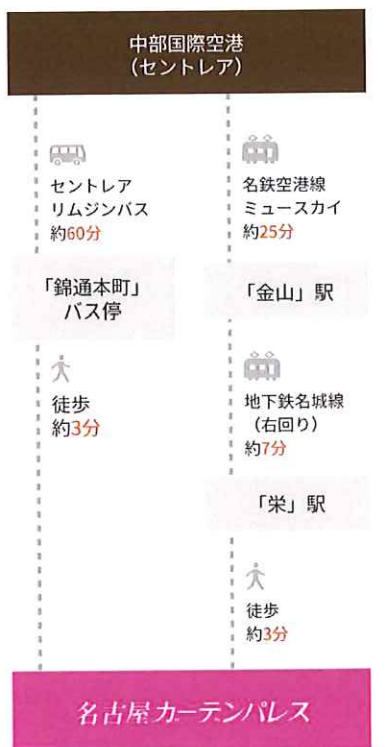 中部国際空港
(セントレア)
セントレア
リムジンバス
約60分
「錦通本町」
バス停
徒歩
約3分
名鉄空港線
ミュースカイ
約25分
「金山」駅
地下鉄名城線
(右回り)
約7分
「栄」駅
徒歩
約3分
名古屋ガーデンパレス